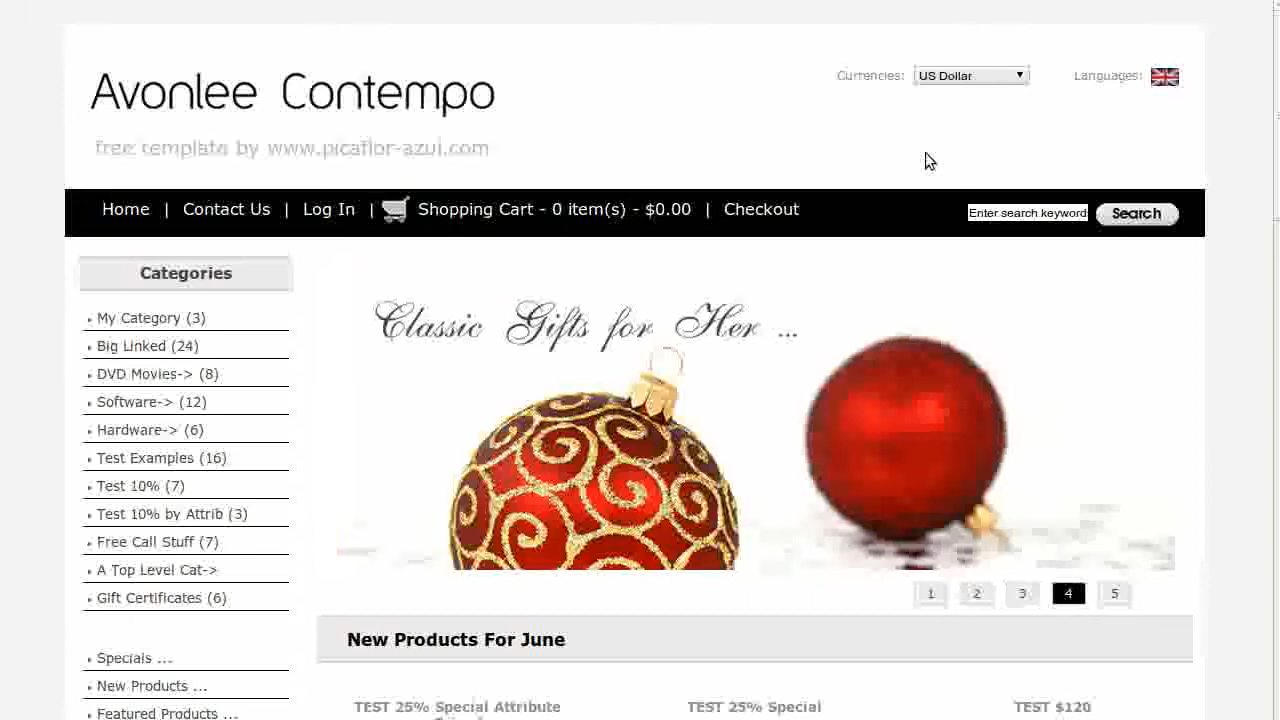 Avonlee Contempo
free template by www.picaflor-azul.com
Currencies: US Dollar Languages:
Home | Contact Us | Log In | Shopping Cart - 0 item(s) - $0.00 | Checkout
Enter search keyword Search
Categories
My Category (3)
Big Linked (24)
DVD Movies-> (8)
Software-> (12)
Hardware-> (6)
Test Examples (16)
Test 10% (7)
Test 10% by Attrib (3)
Free Call Stuff (7)
A Top Level Cat->
Gift Certificates (6)
Specials ...
New Products ...
Featured Products ...
Classic Gifts for Her ...
1 2 3 4 5
New Products For June
TEST 25% Special Attribute
TEST 25% Special
TEST $120